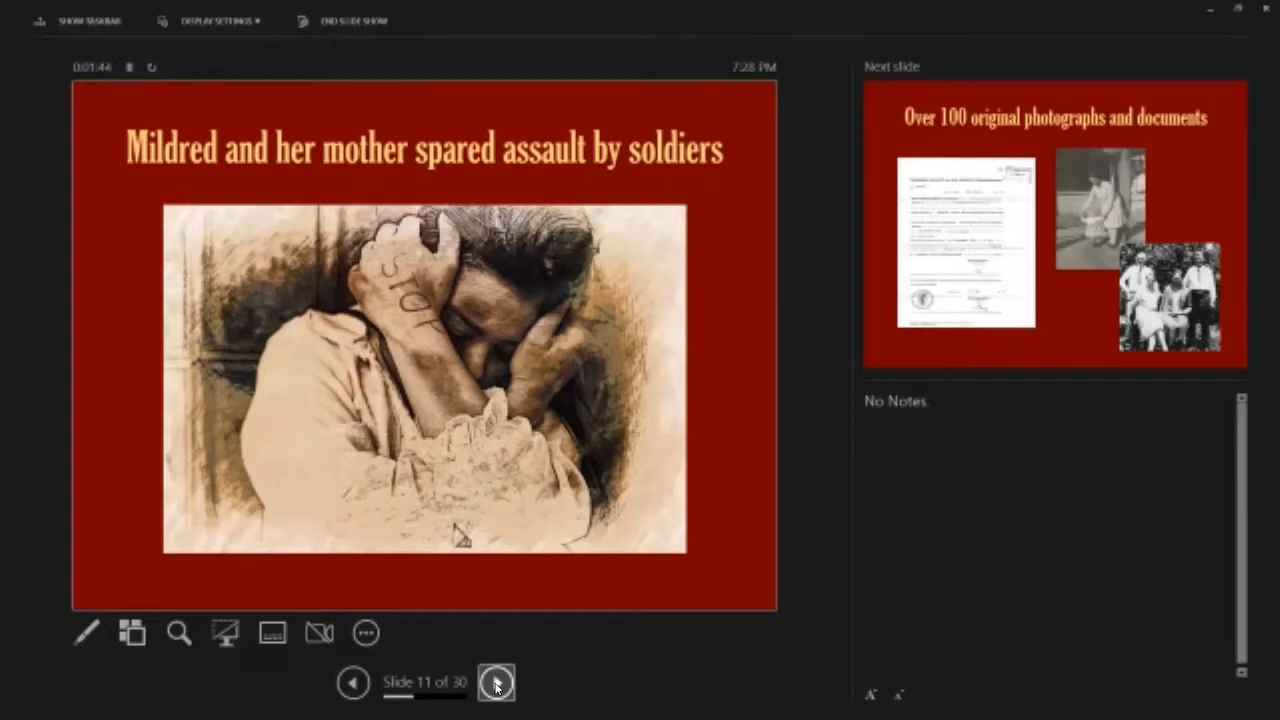 SHOW TASKBAR
DISPLAY SETTINGS
END SLIDE SHOW
0:01:44
7:28 PM
Next slide
Mildred and her mother spared assault by soldiers
STOP
Over 100 original photographs and documents
No Notes.
Slide 11 of 30
A A